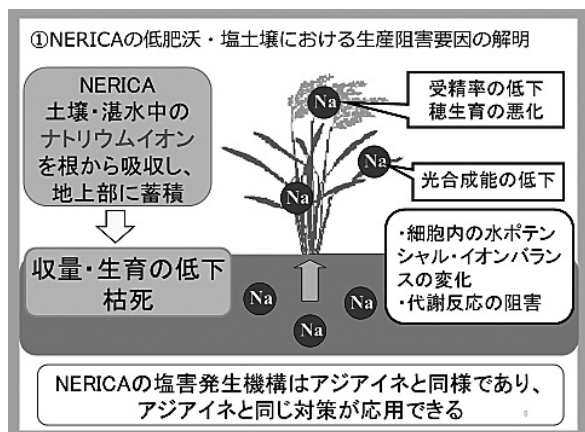 ①NERICAの低肥沃・塩土壌における生産阻害要因の解明
NERICA
土壌・湛水中の
ナトリウムイオン
を根から吸収し、
地上部に蓄積
収量・生育の低下
枯死
Na
受精率の低下
穂生育の悪化
Na
光合成能の低下
Na
・細胞内の水ポテン
シャル・イオンバラン
スの変化
・代謝反応の阻害
Na
Na
Na
NERICAの塩害発生機構はアジアイネと同様であり、
アジアイネと同じ対策が応用できる